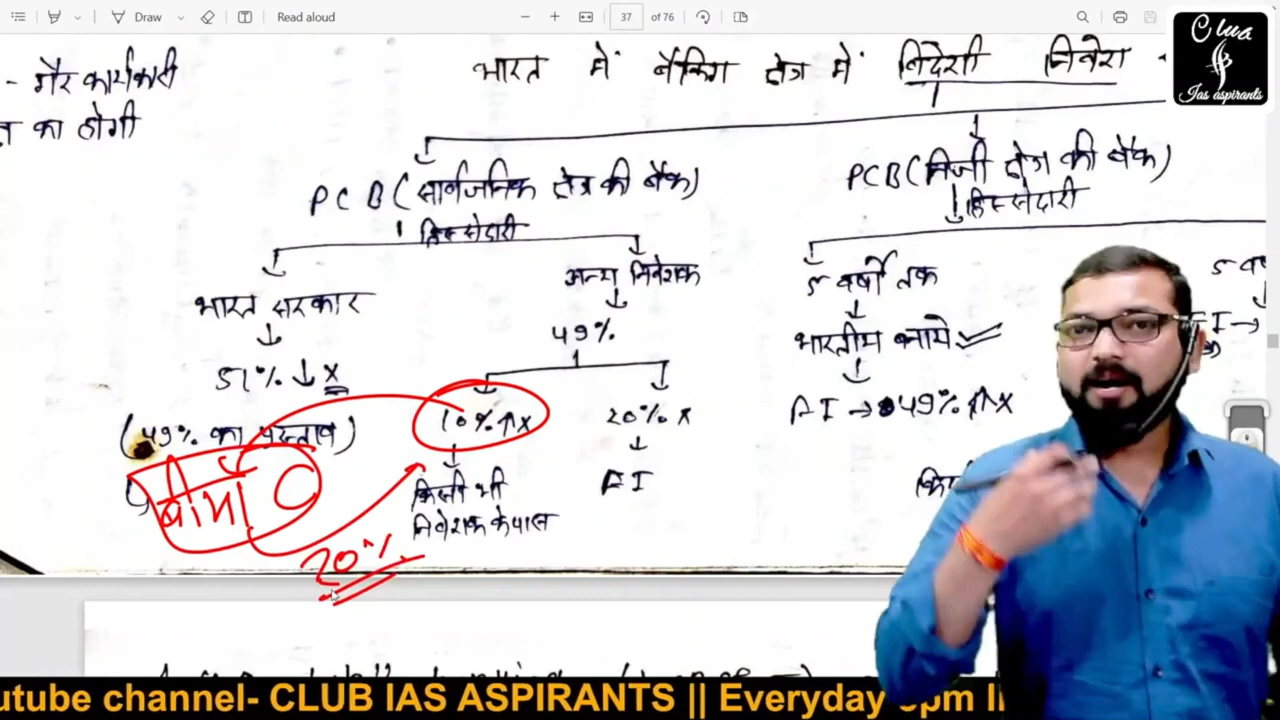 Draw
Read aloud
37
of 76
Clua
Ias aspirants
- गैर कार्यकारी
का होगी
भारत में बैंकिंग क्षेत्र में विदेशी निवेश -
PCB (सार्वजनिक क्षेत्र की बैंक)
PCB (निजी क्षेत्र की बैंक)
हिस्सेदारी
हिस्सेदारी
भारत सरकार
अन्य निवेशक
5 वर्षों तक
51% ↓ x
49%
भारतीय बनाये
(49% का प्रस्ताव)
10% ↑ x
20% x
FI → 49% ↑ x
बीमा
किसी भी
निवेशक के पास
FI
20%
utube channel- CLUB IAS ASPIRANTS || Everyday